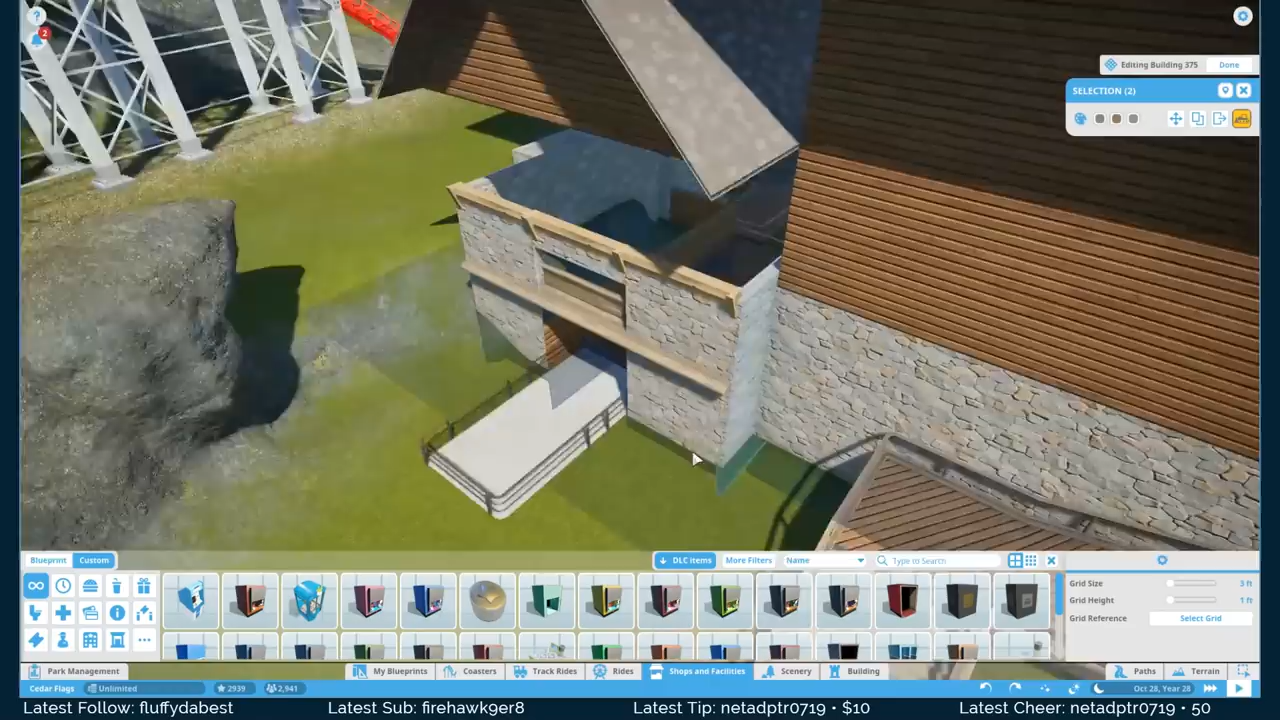 ?
2
Editing Building 375 Done
SELECTION (2)
Blueprint Custom DLC items More Filters Name Type to Search
Grid Size 3 ft
Grid Height 1 ft
Grid Reference Select Grid
Park Management My Blueprints Coasters Track Rides Rides Shops and Facilities Scenery Building Paths Terrain
Cedar Flags Unlimited 2939 2,941 Oct 28, Year 28
Latest Follow: fluffydabest Latest Sub: firehawk9er8 Latest Tip: netadptr0719 • $10 Latest Cheer: netadptr0719 • 50